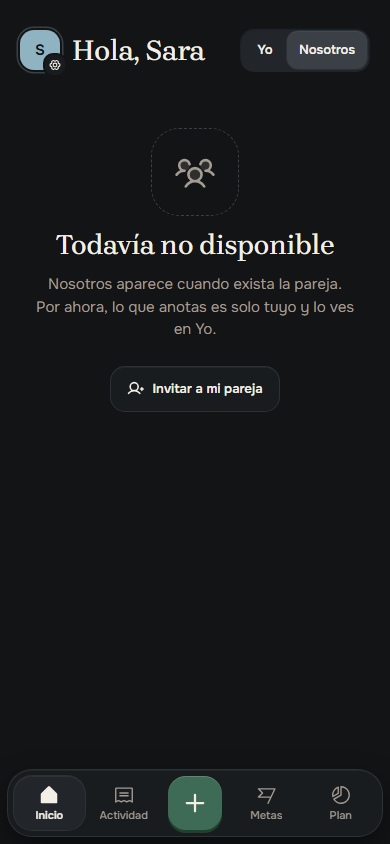 S
Hola, Sara
Yo
Nosotros
Todavía no disponible
Nosotros aparece cuando exista la pareja.
Por ahora, lo que anotas es solo tuyo y lo ves
en Yo.
Invitar a mi pareja
Inicio
Actividad
Metas
Plan